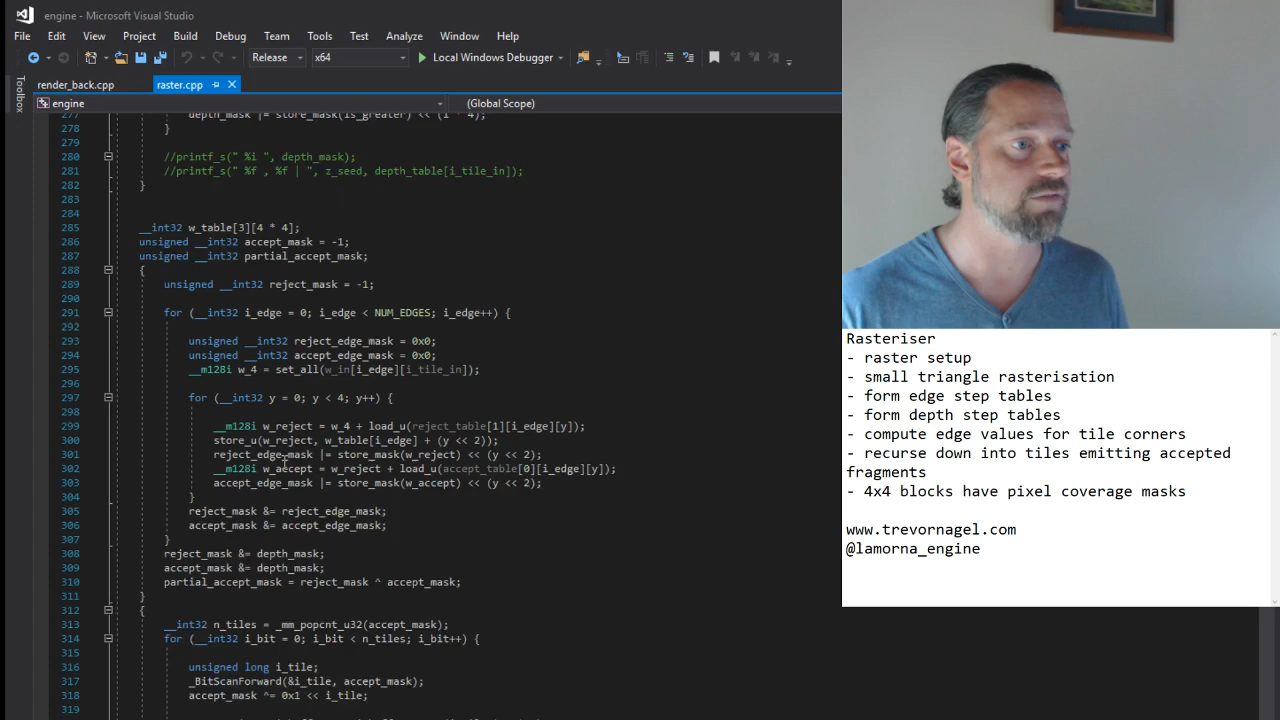 engine - Microsoft Visual Studio
File Edit View Project Build Debug Team Tools Test Analyze Window Help
Release x64 Local Windows Debugger
Toolbox
render_back.cpp raster.cpp
engine (Global Scope)
277 depth_mask |= store_mask(is_greater) << (i * 4);
278 }
279
280 //printf_s(" %i ", depth_mask);
281 //printf_s(" %f , %f | ", z_seed, depth_table[i_tile_in]);
282 }
283
284
285 __int32 w_table[3][4 * 4];
286 unsigned __int32 accept_mask = -1;
287 unsigned __int32 partial_accept_mask;
288 {
289 unsigned __int32 reject_mask = -1;
290
291 for (__int32 i_edge = 0; i_edge < NUM_EDGES; i_edge++) {
292
293 unsigned __int32 reject_edge_mask = 0x0;
294 unsigned __int32 accept_edge_mask = 0x0;
295 __m128i w_4 = set_all(w_in[i_edge][i_tile_in]);
296
297 for (__int32 y = 0; y < 4; y++) {
298
299 __m128i w_reject = w_4 + load_u(reject_table[1][i_edge][y]);
300 store_u(w_reject, w_table[i_edge] + (y << 2));
301 reject_edge_mask |= store_mask(w_reject) << (y << 2);
302 __m128i w_accept = w_reject + load_u(accept_table[0][i_edge][y]);
303 accept_edge_mask |= store_mask(w_accept) << (y << 2);
304 }
305 reject_mask &= reject_edge_mask;
306 accept_mask &= accept_edge_mask;
307 }
308 reject_mask &= depth_mask;
309 accept_mask &= depth_mask;
310 partial_accept_mask = reject_mask ^ accept_mask;
311 }
312 {
313 __int32 n_tiles = _mm_popcnt_u32(accept_mask);
314 for (__int32 i_bit = 0; i_bit < n_tiles; i_bit++) {
315
316 unsigned long i_tile;
317 _BitScanForward(&i_tile, accept_mask);
318 accept_mask ^= 0x1 << i_tile;
319
Rasteriser
- raster setup
- small triangle rasterisation
- form edge step tables
- form depth step tables
- compute edge values for tile corners
- recurse down into tiles emitting accepted
fragments
- 4x4 blocks have pixel coverage masks
www.trevornagel.com
@lamorna_engine